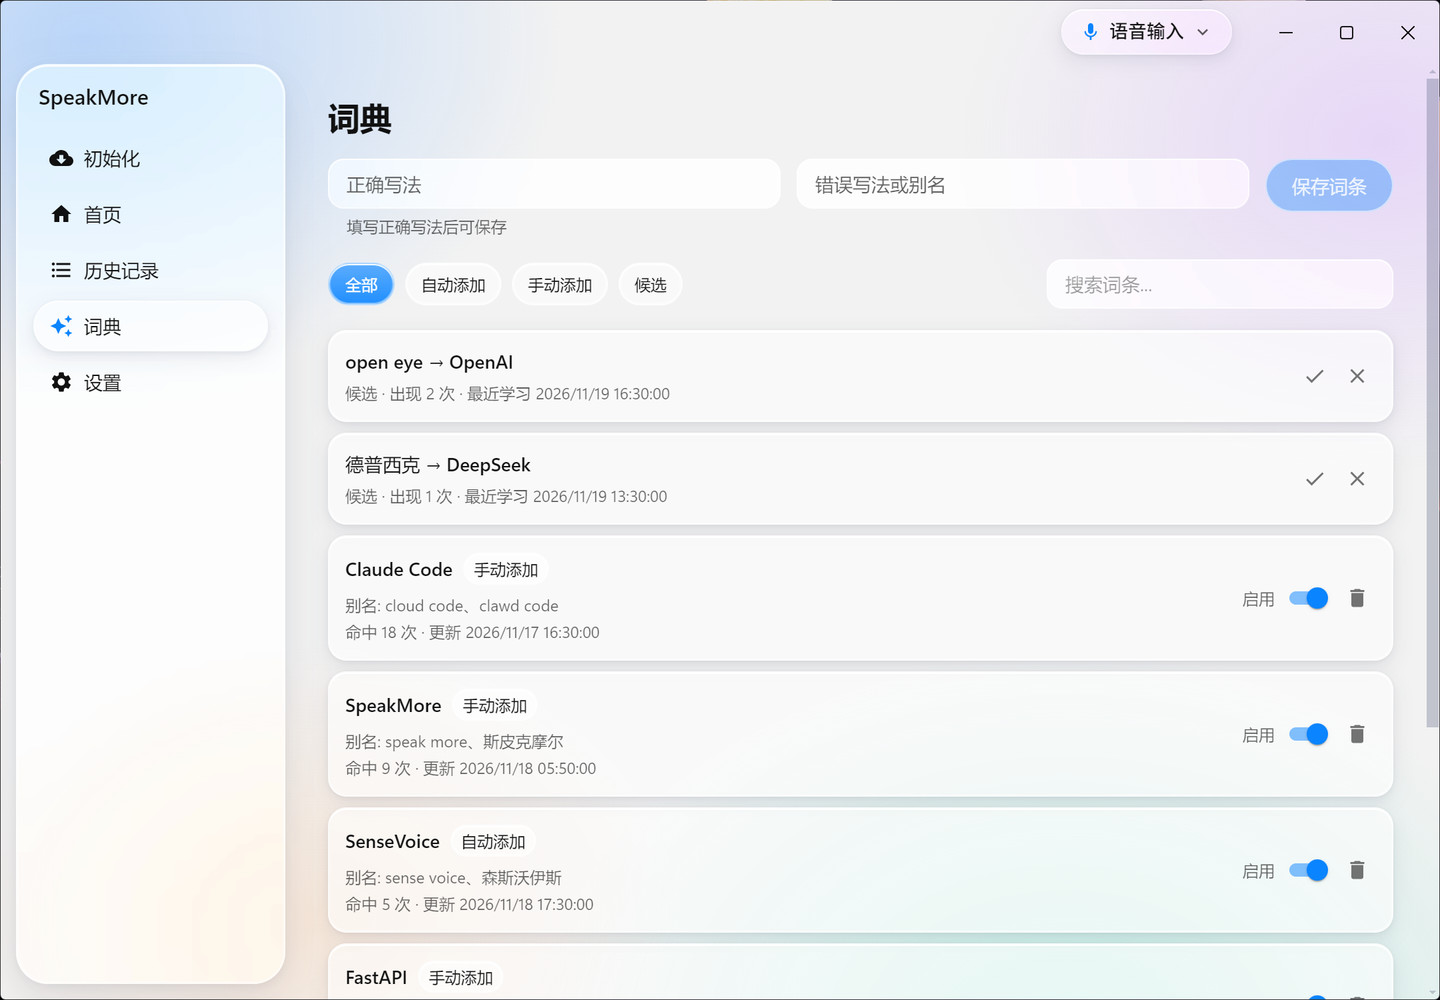 语音输入
SpeakMore
初始化
首页
历史记录
词典
设置
词典
正确写法
错误写法或别名
保存词条
填写正确写法后可保存
全部
自动添加
手动添加
候选
搜索词条...
open eye → OpenAI
候选 · 出现 2 次 · 最近学习 2026/11/19 16:30:00
德普西克 → DeepSeek
候选 · 出现 1 次 · 最近学习 2026/11/19 13:30:00
Claude Code 手动添加
别名: cloud code、clawd code
命中 18 次 · 更新 2026/11/17 16:30:00
启用
SpeakMore 手动添加
别名: speak more、斯皮克摩尔
命中 9 次 · 更新 2026/11/18 05:50:00
启用
SenseVoice 自动添加
别名: sense voice、森斯沃伊斯
命中 5 次 · 更新 2026/11/18 17:30:00
启用
FastAPI 手动添加